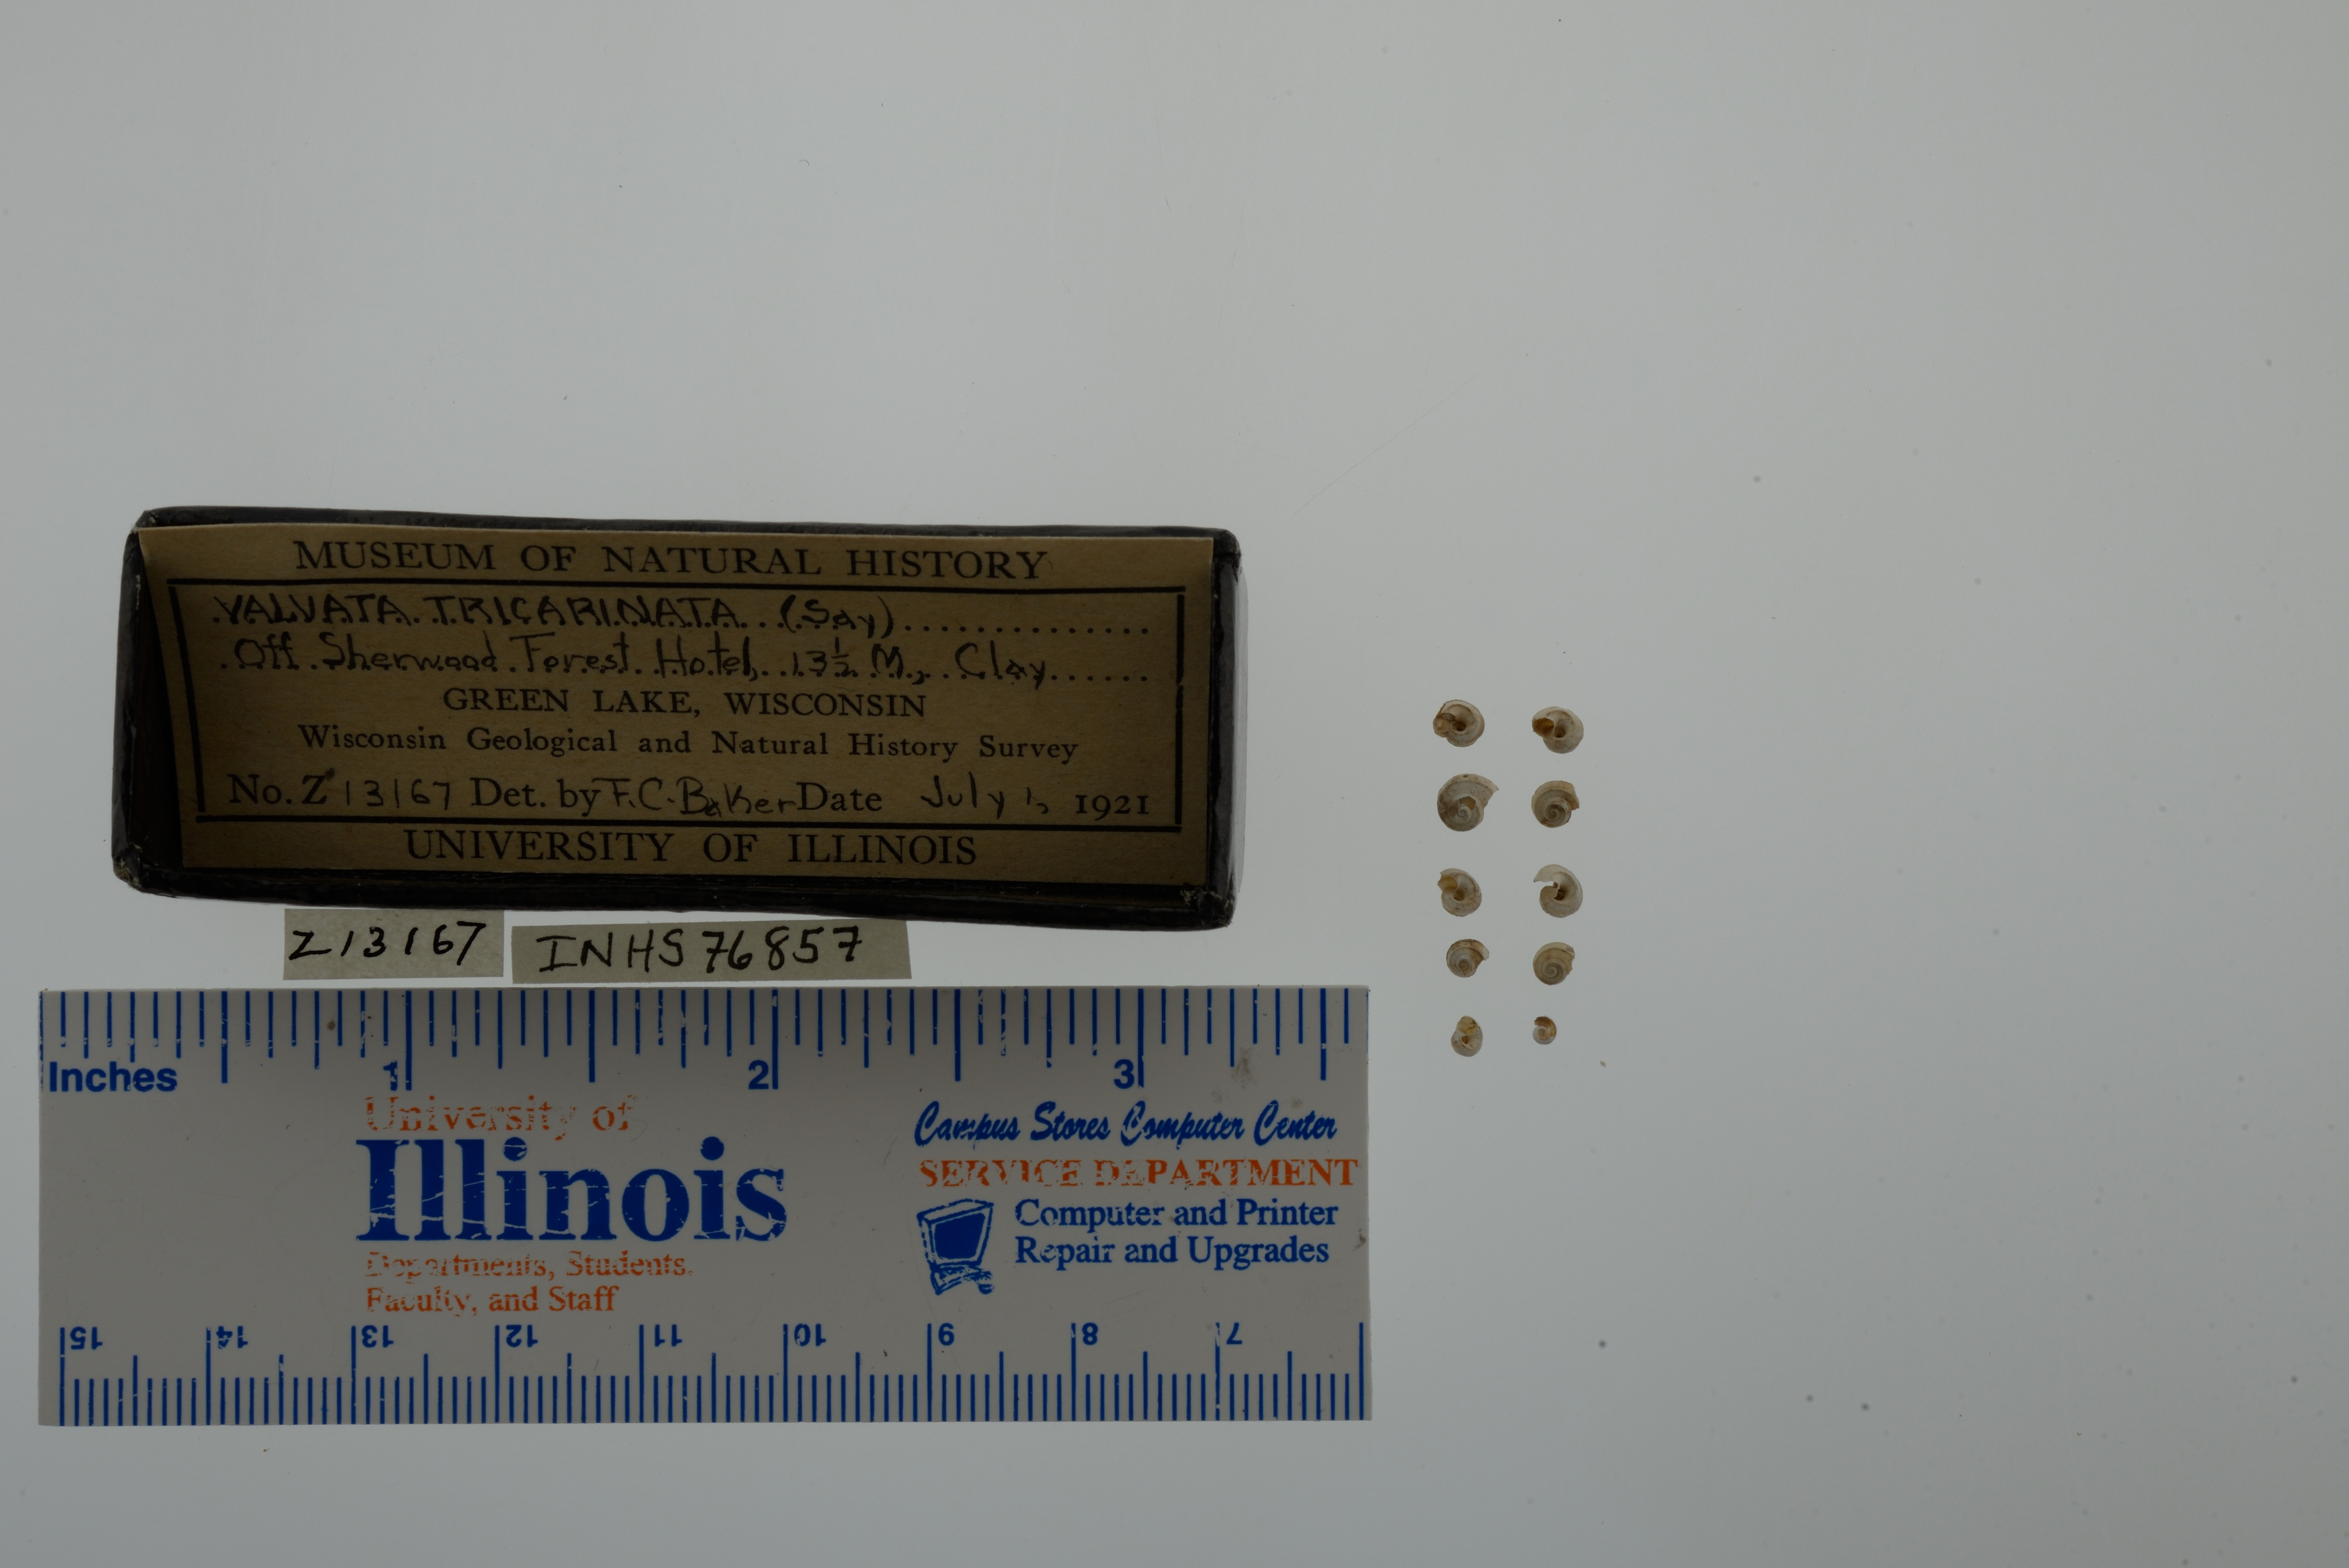 MUSEUM OF NATURAL HISTORY
VALVATA TRICARINATA (Say)
Off Sherwood Forest Hotel, 13½ M., Clay
GREEN LAKE, WISCONSIN
Wisconsin Geological and Natural History Survey
No. Z 13167 Det. by F.C. Baker Date July 1, 1921
UNIVERSITY OF ILLINOIS
Z13167
INHS76857
Inches 1 2 3
University of
Illinois
Departments, Students,
Faculty, and Staff
Campus Stores Computer Center
SERVICE DEPARTMENT
Computer and Printer
Repair and Upgrades
15 14 13 12 11 10 9 8 7